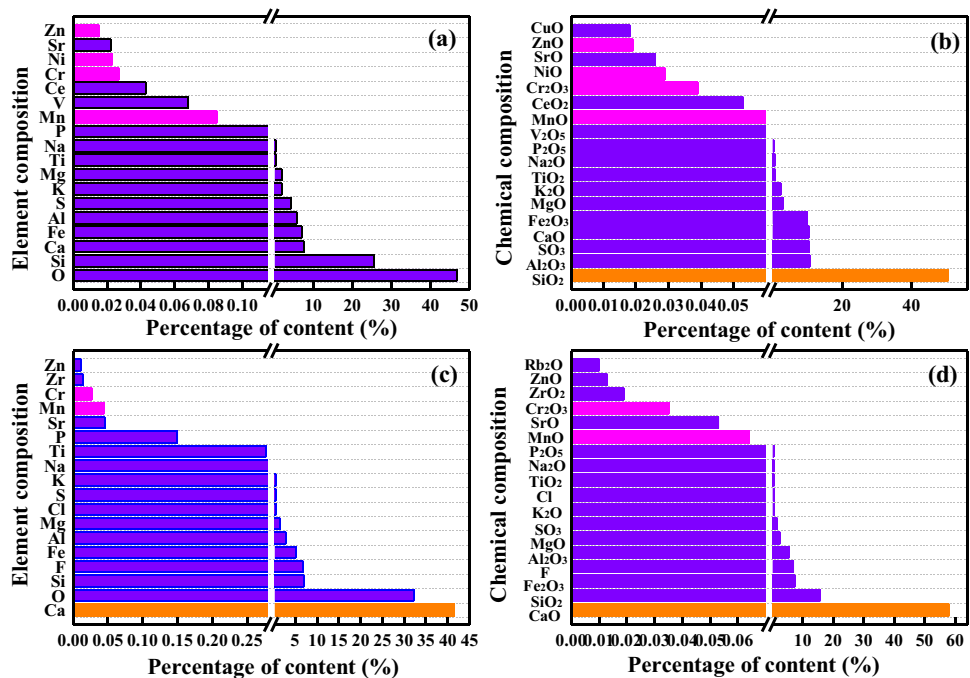 (a)
Element composition
Zn
Sr
Ni
Cr
Ce
V
Mn
P
Na
Ti
Mg
K
S
Al
Fe
Ca
Si
O
0.00 0.02 0.04 0.06 0.08 0.10 10 20 30 40 50
Percentage of content (%)
(b)
Chemical composition
CuO
ZnO
SrO
NiO
Cr₂O₃
CeO₂
MnO
V₂O₅
P₂O₅
Na₂O
TiO₂
K₂O
MgO
Fe₂O₃
CaO
SO₃
Al₂O₃
SiO₂
0.00 0.01 0.02 0.03 0.04 0.05 20 40
Percentage of content (%)
(c)
Element composition
Zn
Zr
Cr
Mn
Sr
P
Ti
Na
K
S
Cl
Mg
Al
Fe
F
Si
O
Ca
0.00 0.05 0.10 0.15 0.20 0.25 5 10 15 20 25 30 35 40 45
Percentage of content (%)
(d)
Chemical composition
Rb₂O
ZnO
ZrO₂
Cr₂O₃
SrO
MnO
P₂O₅
Na₂O
TiO₂
Cl
K₂O
SO₃
MgO
Al₂O₃
F
Fe₂O₃
SiO₂
CaO
0.00 0.01 0.02 0.03 0.04 0.05 0.06 10 20 30 40 50 60
Percentage of content (%)